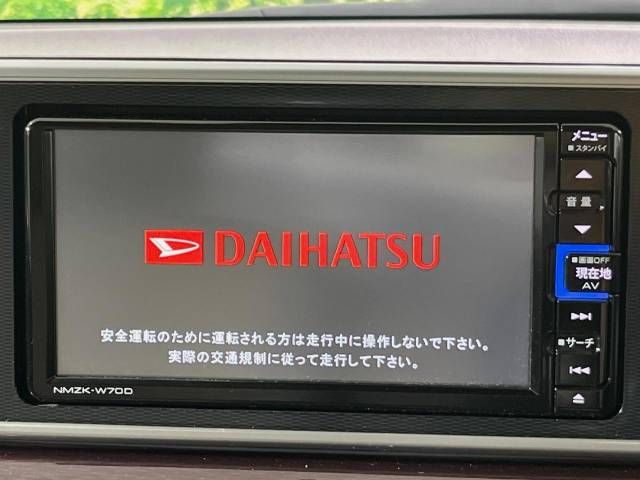 DAIHATSU
安全運転のために運転される方は走行中に操作しないで下さい。
実際の交通規制に従って走行して下さい。
NMZK-W70D
メニュー
スタンバイ
音量
画面OFF
現在地
AV
サーチ